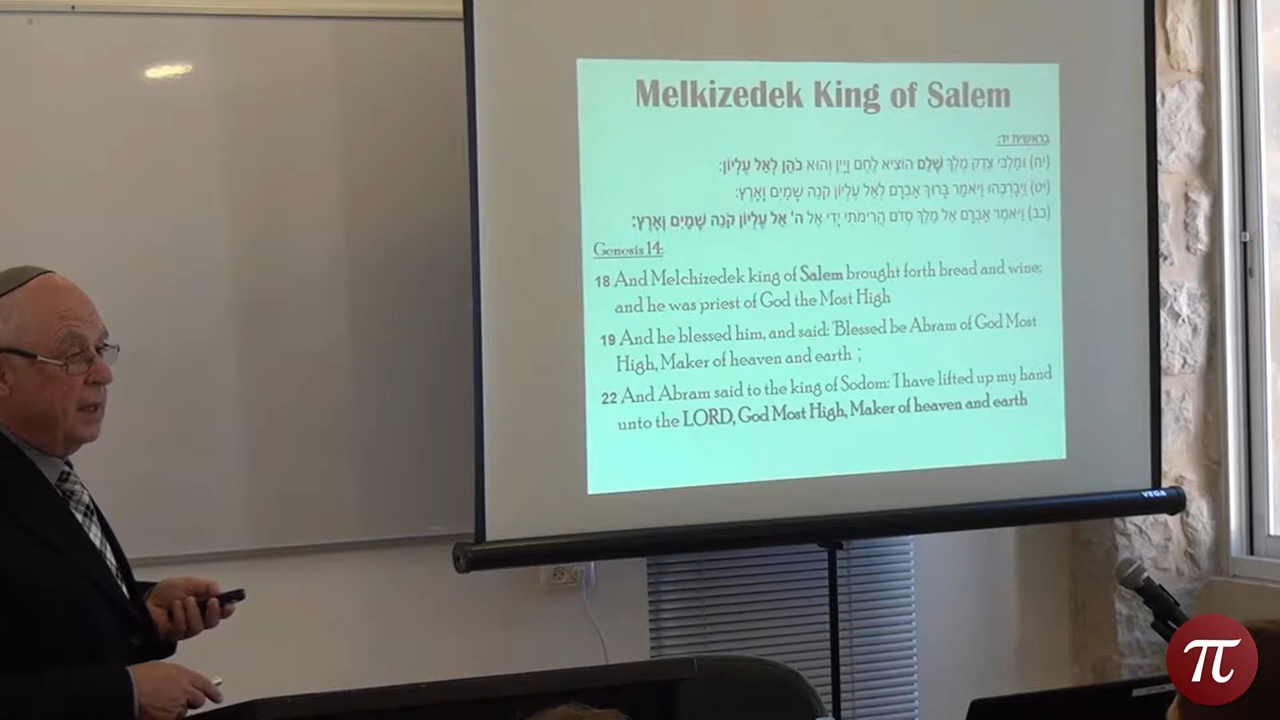 Melkizedek King of Salem
בראשית יד:
(יח) וּמַלְכִּי צֶדֶק מֶלֶךְ שָׁלֵם הוֹצִיא לֶחֶם וָיָיִן וְהוּא כֹהֵן לְאֵל עֶלְיוֹן:
(יט) וַיְבָרְכֵהוּ וַיֹּאמַר בָּרוּךְ אַבְרָם לְאֵל עֶלְיוֹן קֹנֵה שָׁמַיִם וָאָרֶץ:
(כב) וַיֹּאמֶר אַבְרָם אֶל מֶלֶךְ סְדֹם הֲרִימֹתִי יָדִי אֶל ה' אֵל עֶלְיוֹן קֹנֵה שָׁמַיִם וָאָרֶץ:
Genesis 14:
18 And Melchizedek king of Salem brought forth bread and wine;
and he was priest of God the Most High
19 And he blessed him, and said: 'Blessed be Abram of God Most
High, Maker of heaven and earth ;
22 And Abram said to the king of Sodom: 'I have lifted up my hand
unto the LORD, God Most High, Maker of heaven and earth
VEGA
π